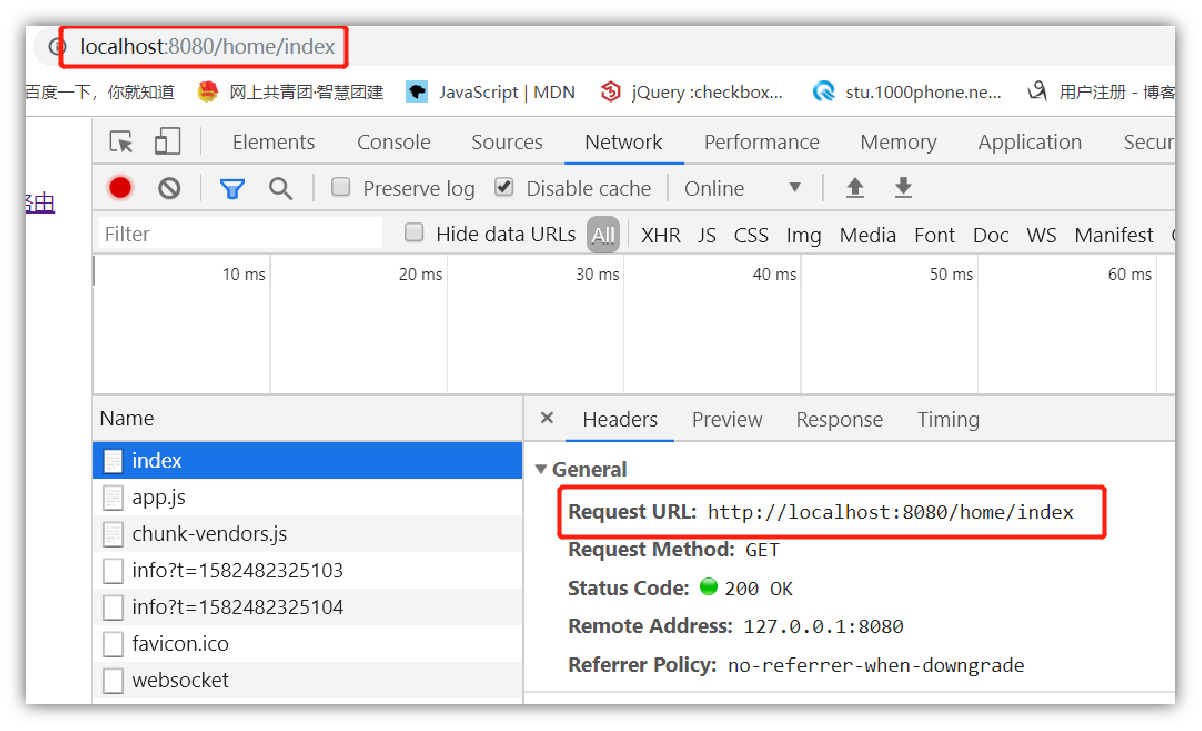 localhost:8080/home/index
百度一下，你就知道 网上共青团·智慧团建 JavaScript | MDN jQuery :checkbox... stu.1000phone.ne... 用户注册 - 博客
Elements Console Sources Network Performance Memory Application Secur
路由
Preserve log Disable cache Online
Filter Hide data URLs All XHR JS CSS Img Media Font Doc WS Manifest
10 ms 20 ms 30 ms 40 ms 50 ms 60 ms
Name
× Headers Preview Response Timing
index
General
app.js
Request URL: http://localhost:8080/home/index
chunk-vendors.js
Request Method: GET
info?t=1582482325103
Status Code: 200 OK
info?t=1582482325104
Remote Address: 127.0.0.1:8080
favicon.ico
Referrer Policy: no-referrer-when-downgrade
websocket